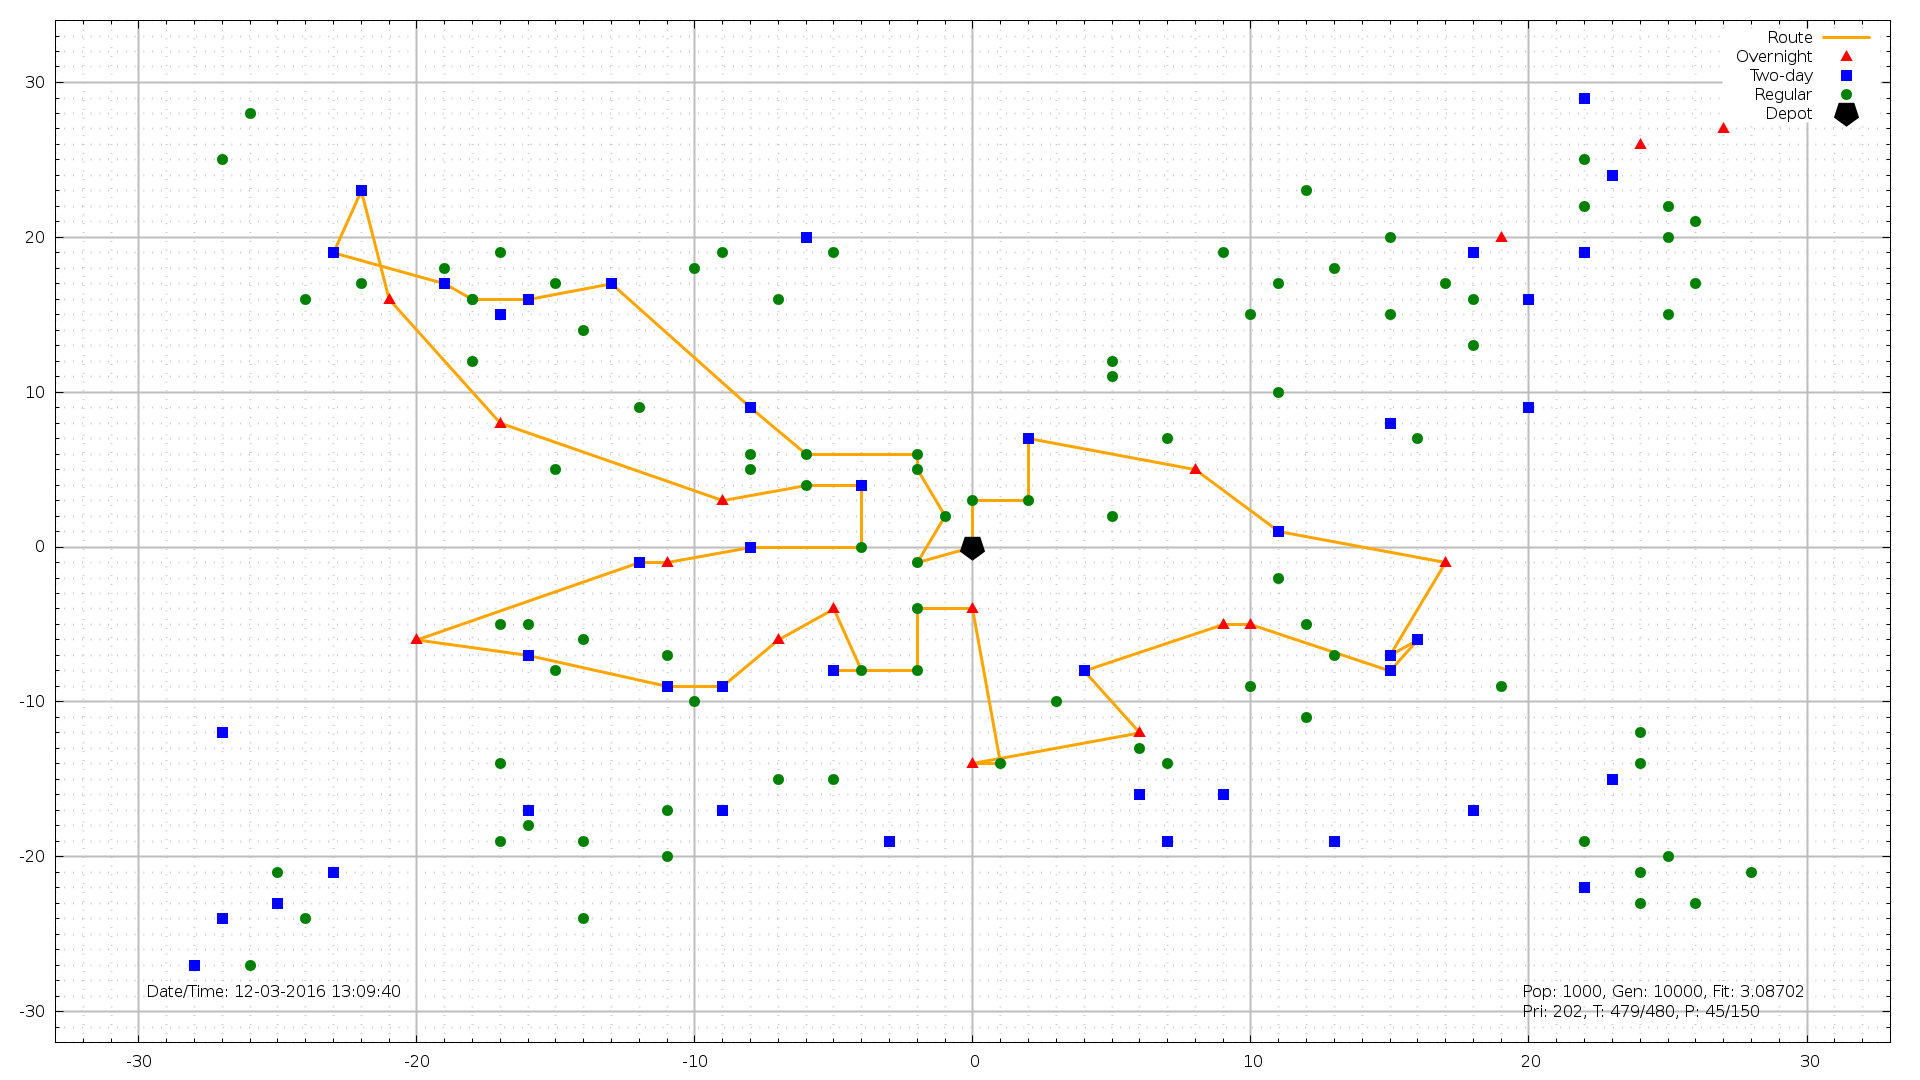 Route
Overnight
Two-day
Regular
Depot
30
20
10
0
-10
-20
-30
Date/Time: 12-03-2016 13:09:40
Pop: 1000, Gen: 10000, Fit: 3.08702
Pri: 202, T: 479/480, P: 45/150
-30 -20 -10 0 10 20 30